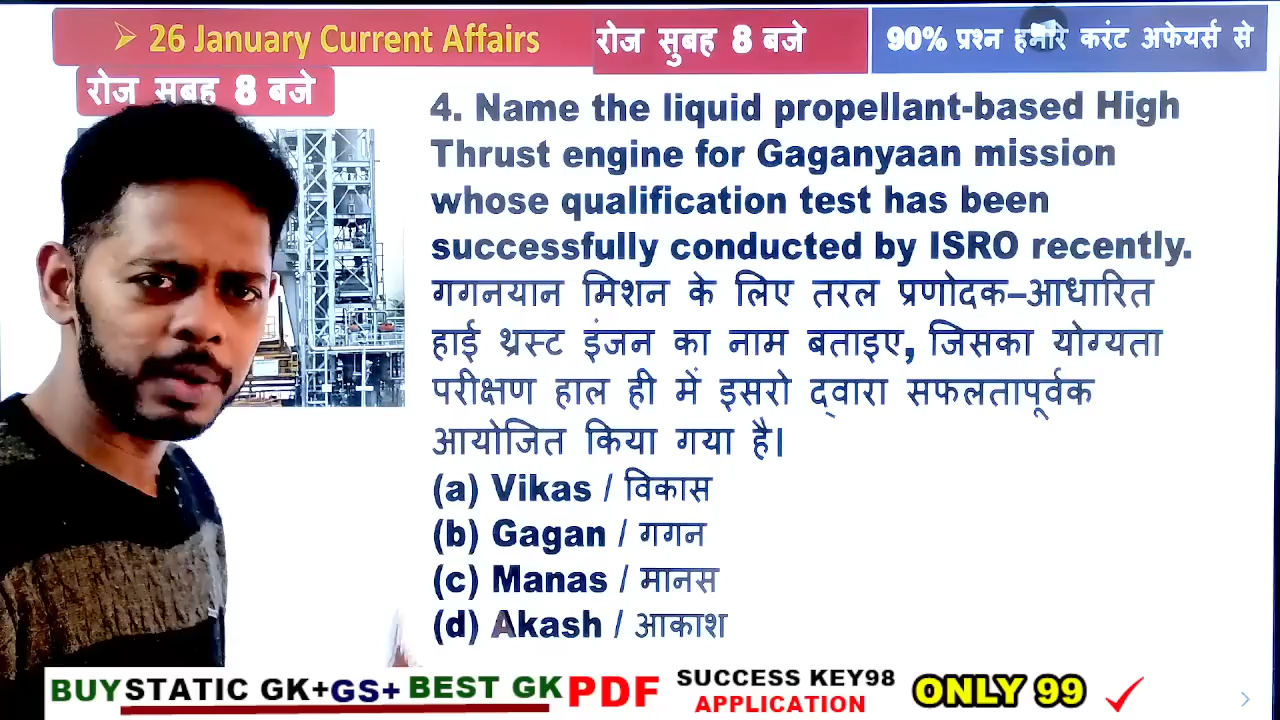 ➢ 26 January Current Affairs
रोज सुबह 8 बजे
90% प्रश्न हमारे करंट अफेयर्स से
रोज सुबह 8 बजे
4. Name the liquid propellant-based High
Thrust engine for Gaganyaan mission
whose qualification test has been
successfully conducted by ISRO recently.
गगनयान मिशन के लिए तरल प्रणोदक–आधारित
हाई थ्रस्ट इंजन का नाम बताइए, जिसका योग्यता
परीक्षण हाल ही में इसरो द्वारा सफलतापूर्वक
आयोजित किया गया है।
(a) Vikas / विकास
(b) Gagan / गगन
(c) Manas / मानस
(d) Akash / आकाश
BUY STATIC GK+GS+ BEST GK PDF
SUCCESS KEY98
APPLICATION
ONLY 99